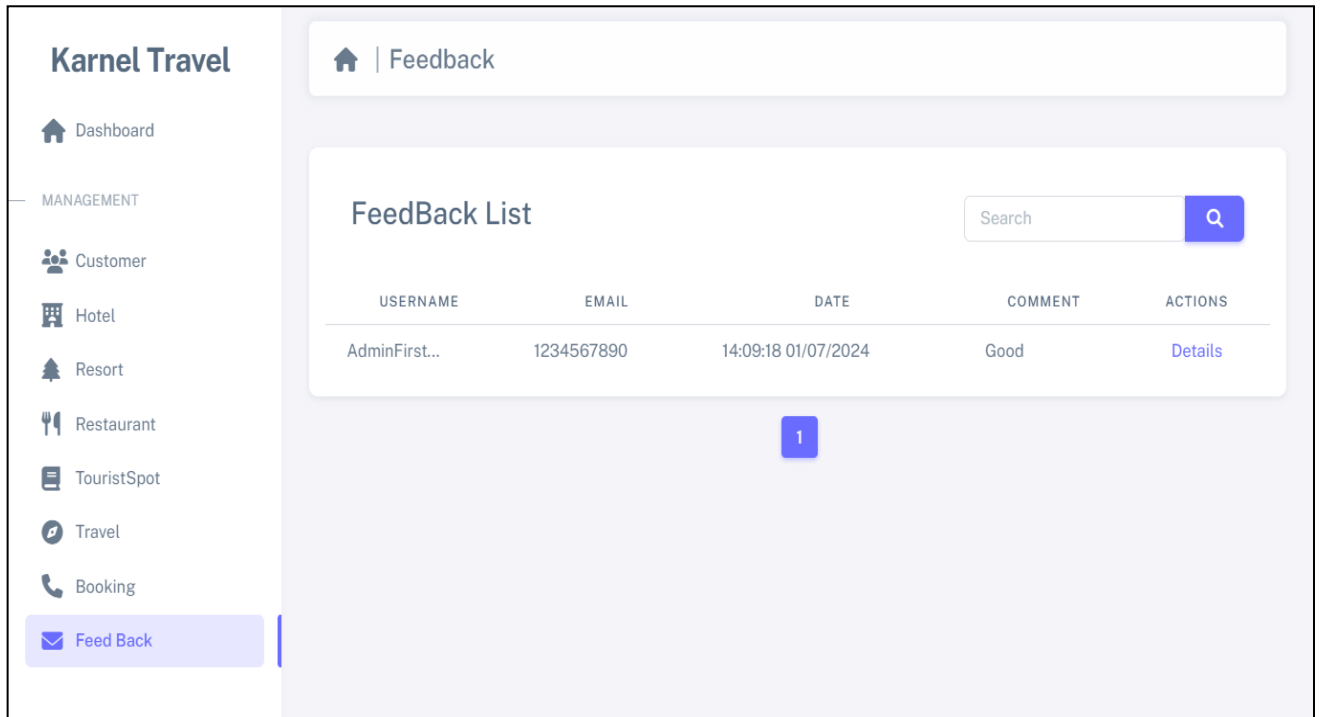 Karnel Travel
Dashboard
MANAGEMENT
Customer
Hotel
Resort
Restaurant
TouristSpot
Travel
Booking
Feed Back
| Feedback
FeedBack List
Search
USERNAME EMAIL DATE COMMENT ACTIONS
AdminFirst... 1234567890 14:09:18 01/07/2024 Good Details
1